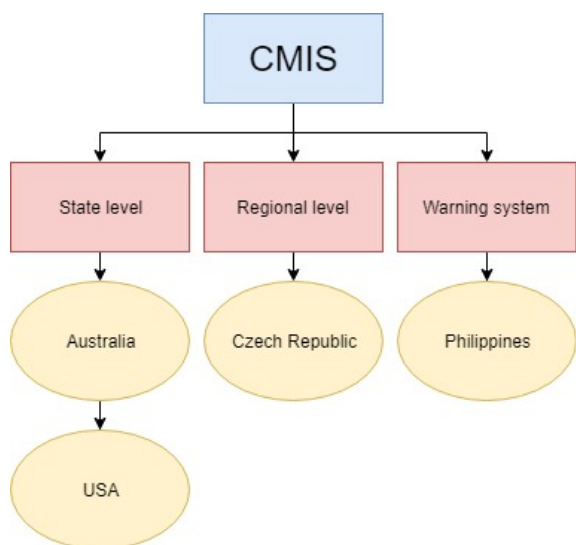 CMIS
State level
Regional level
Warning system
Australia
Czech Republic
Philippines
USA